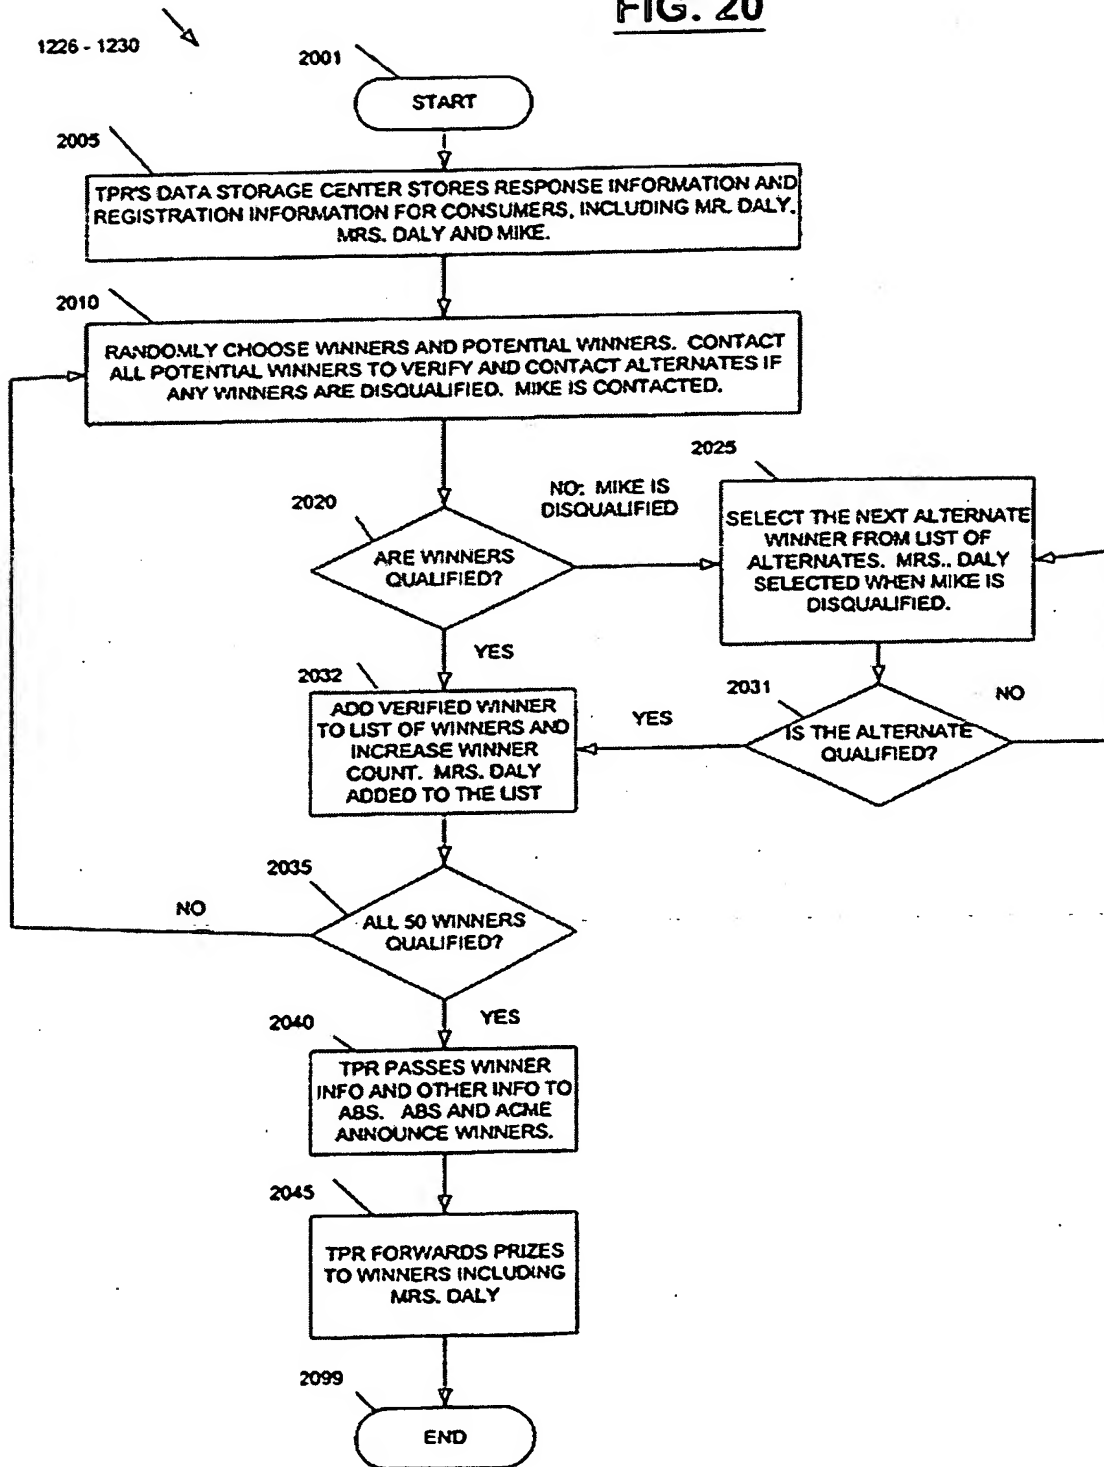 FIG. 20
1226 - 1230
2001
START
2005
TPR'S DATA STORAGE CENTER STORES RESPONSE INFORMATION AND
REGISTRATION INFORMATION FOR CONSUMERS, INCLUDING MR. DALY,
MRS. DALY AND MIKE.
2010
RANDOMLY CHOOSE WINNERS AND POTENTIAL WINNERS. CONTACT
ALL POTENTIAL WINNERS TO VERIFY AND CONTACT ALTERNATES IF
ANY WINNERS ARE DISQUALIFIED. MIKE IS CONTACTED.
2020
ARE WINNERS
QUALIFIED?
NO: MIKE IS
DISQUALIFIED
2025
SELECT THE NEXT ALTERNATE
WINNER FROM LIST OF
ALTERNATES. MRS.. DALY
SELECTED WHEN MIKE IS
DISQUALIFIED.
YES
2032
ADD VERIFIED WINNER
TO LIST OF WINNERS AND
INCREASE WINNER
COUNT. MRS. DALY
ADDED TO THE LIST
YES
2031
IS THE ALTERNATE
QUALIFIED?
NO
2035
ALL 50 WINNERS
QUALIFIED?
NO
YES
2040
TPR PASSES WINNER
INFO AND OTHER INFO TO
ABS. ABS AND ACME
ANNOUNCE WINNERS.
2045
TPR FORWARDS PRIZES
TO WINNERS INCLUDING
MRS. DALY
2099
END